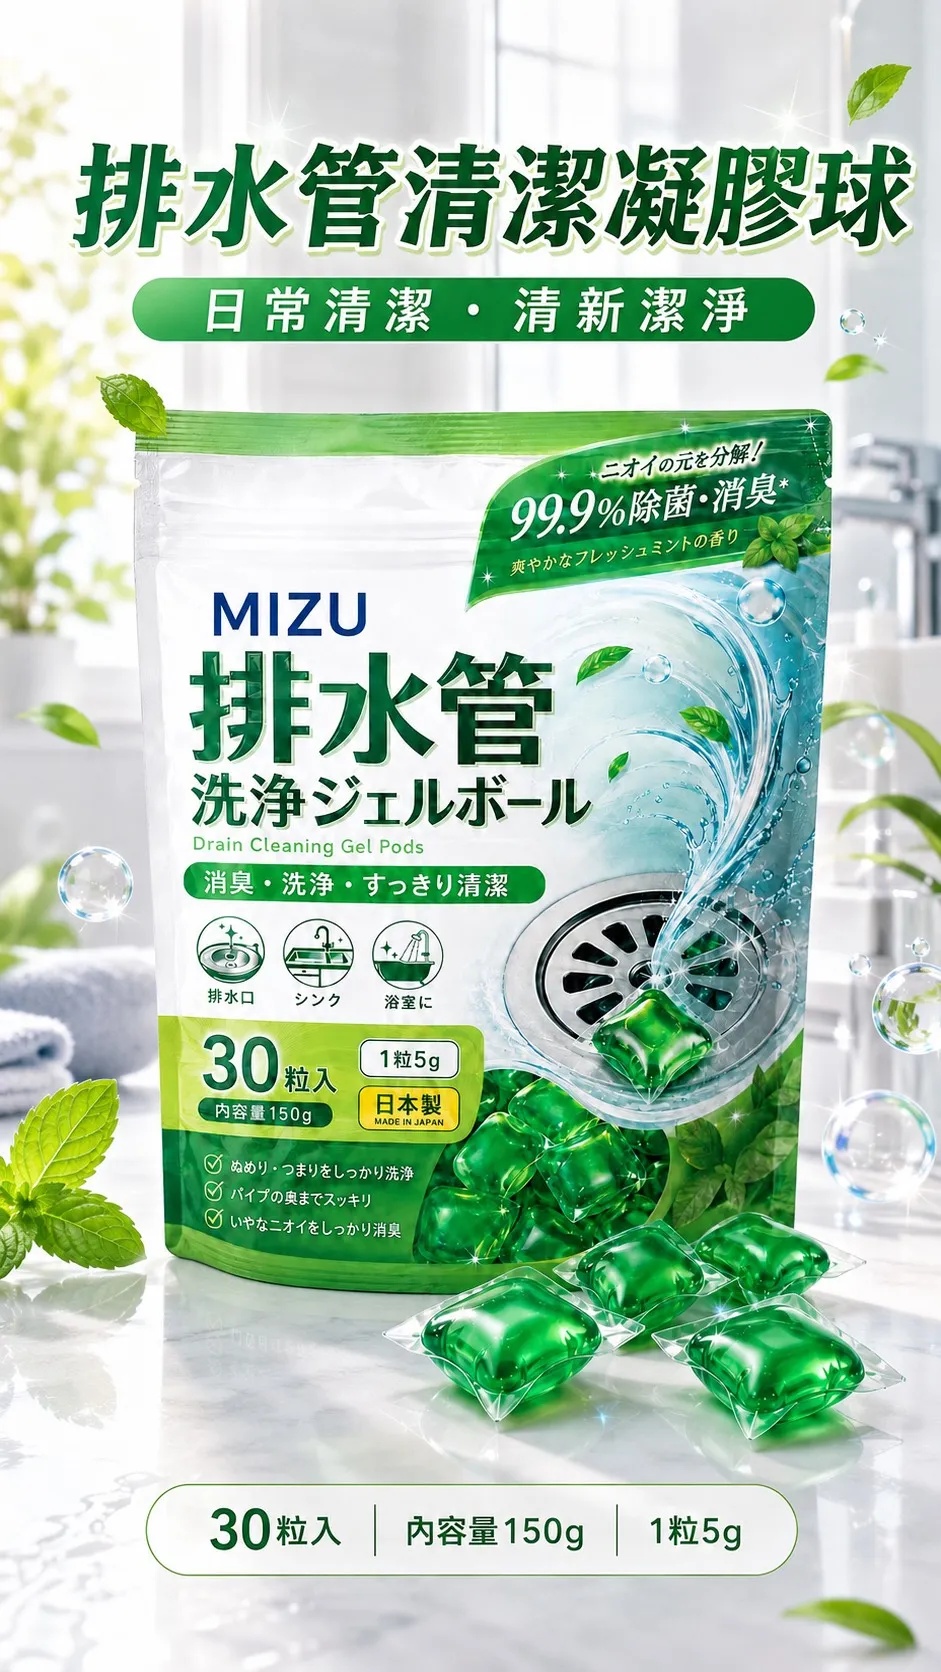 排水管清潔凝膠球
日常清潔・清新潔淨
ニオイの元を分解!
99.9%除菌・消臭*
爽やかなフレッシュミントの香り
MIZU
排水管
洗浄ジェルボール
Drain Cleaning Gel Pods
消臭・洗浄・すっきり清潔
排水口 シンク 浴室に
30粒入 1粒5g
内容量150g 日本製
MADE IN JAPAN
ぬめり・つまりをしっかり洗浄
パイプの奥までスッキリ
いやなニオイをしっかり消臭
30粒入 內容量150g 1粒5g